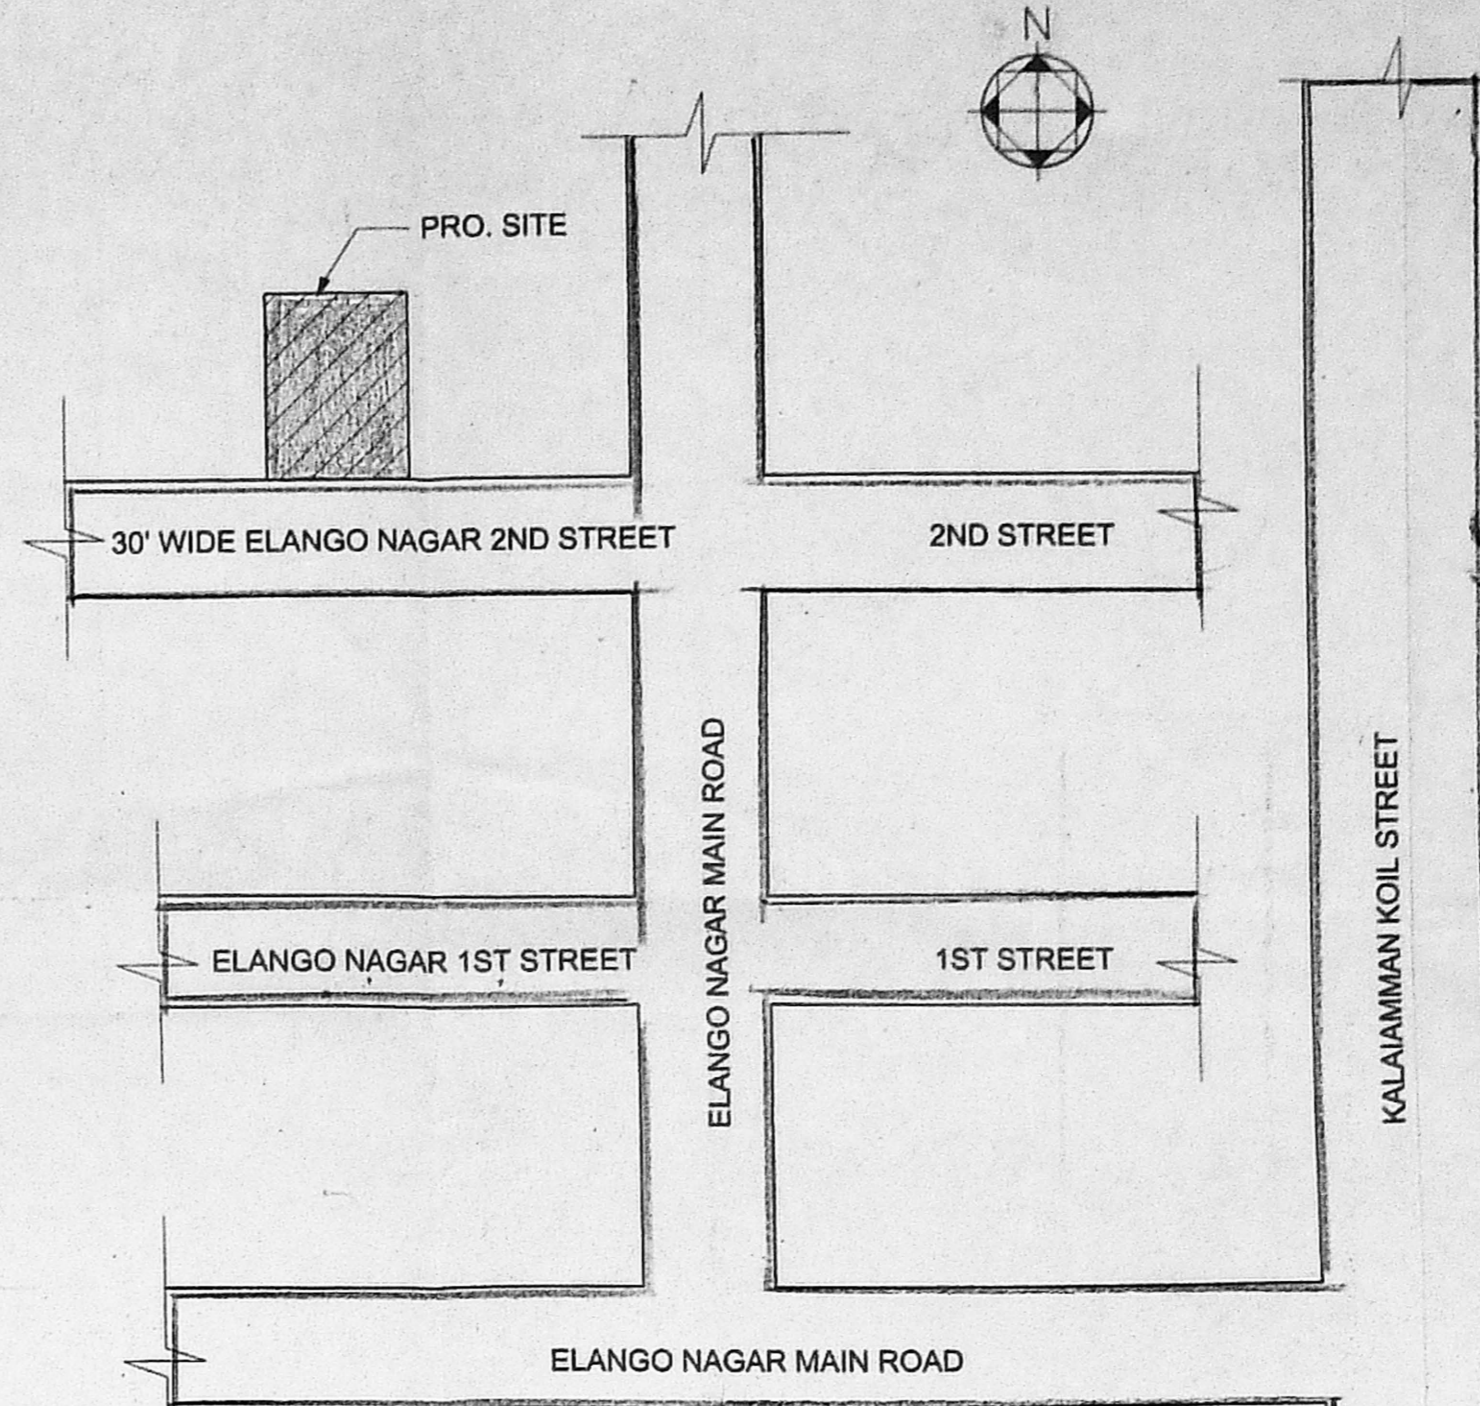 N
PRO. SITE
30' WIDE ELANGO NAGAR 2ND STREET
2ND STREET
ELANGO NAGAR MAIN ROAD
KALAIAMMAN KOIL STREET
ELANGO NAGAR 1ST STREET
1ST STREET
ELANGO NAGAR MAIN ROAD